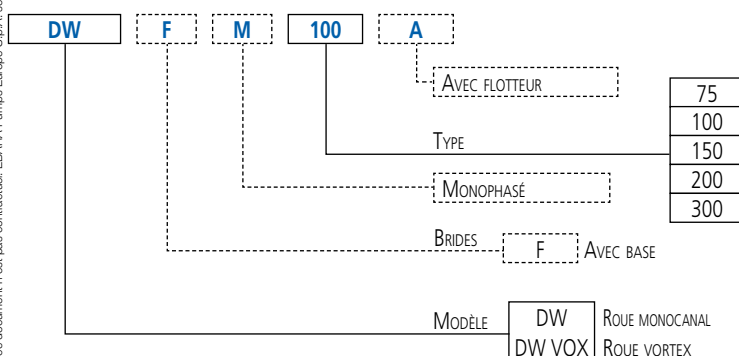 DW F M 100 A
AVEC FLOTTEUR
75
100
TYPE
150
200
MONOPHASÉ
300
BRIDES
F AVEC BASE
MODÈLE
DW ROUE MONOCANAL
DW VOX ROUE VORTEX